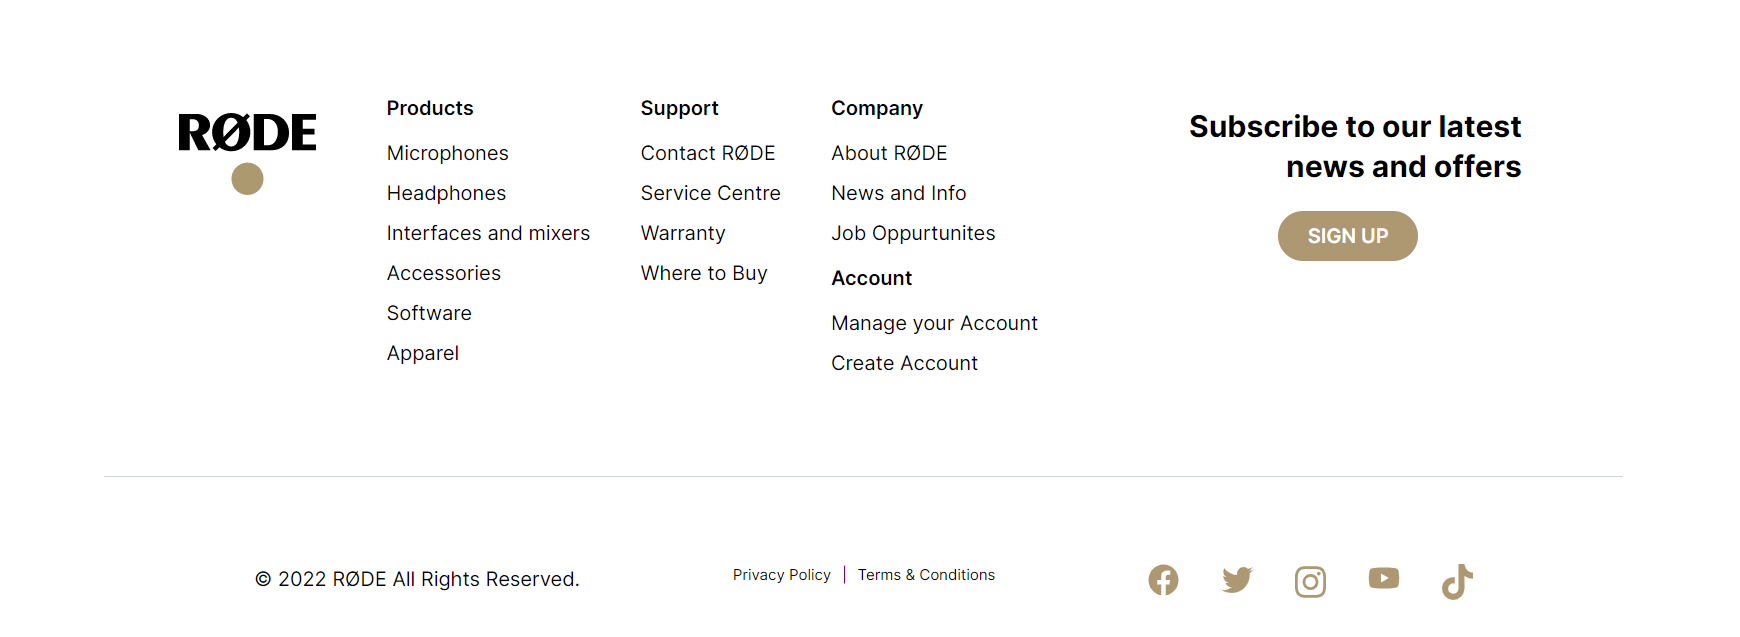 RØDE
Products
Microphones
Headphones
Interfaces and mixers
Accessories
Software
Apparel
Support
Contact RØDE
Service Centre
Warranty
Where to Buy
Company
About RØDE
News and Info
Job Oppurtunites
Account
Manage your Account
Create Account
Subscribe to our latest
news and offers
SIGN UP
© 2022 RØDE All Rights Reserved.
Privacy Policy | Terms & Conditions